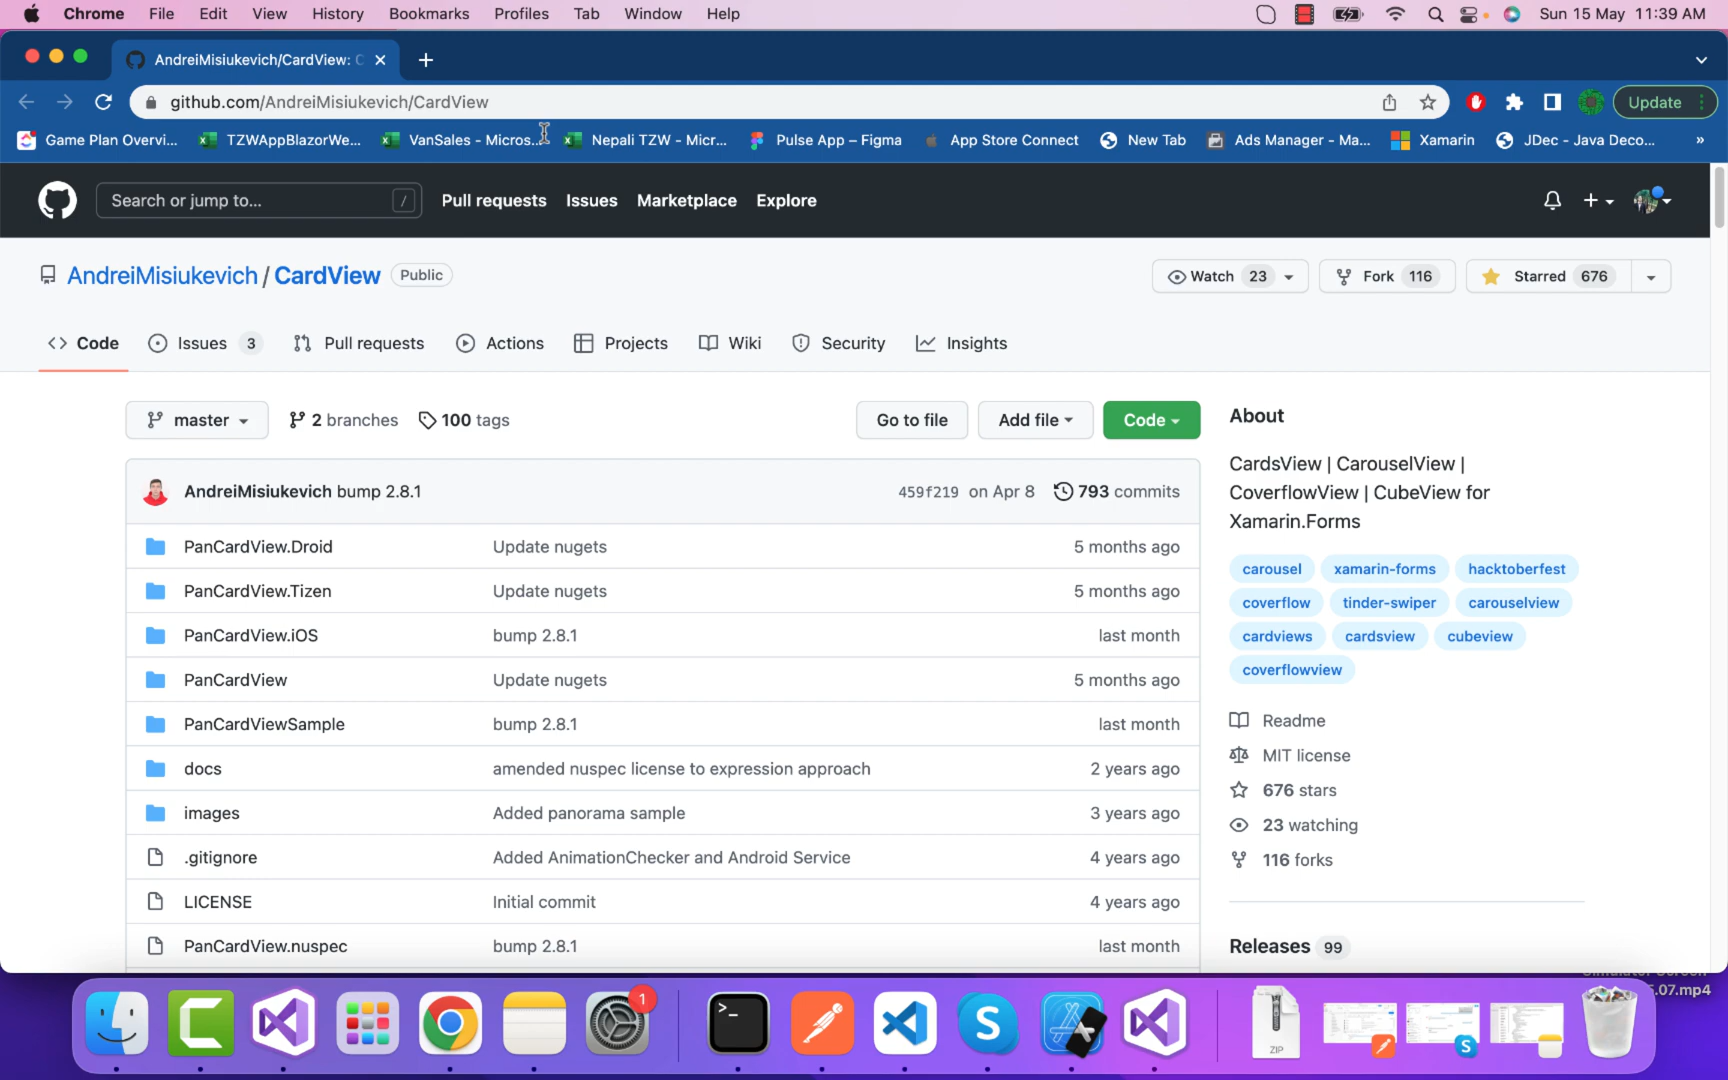 Chrome File Edit View History Bookmarks Profiles Tab Window Help Sun 15 May 11:39 AM
AndreiMisiukevich/CardView: C
github.com/AndreiMisiukevich/CardView Update
Game Plan Overvi... TZWAppBlazorWe... VanSales - Micros... Nepali TZW - Micr... Pulse App – Figma App Store Connect New Tab Ads Manager - Ma... Xamarin JDec - Java Deco... »
Search or jump to... / Pull requests Issues Marketplace Explore
AndreiMisiukevich / CardView Public Watch 23 Fork 116 Starred 676
<> Code Issues 3 Pull requests Actions Projects Wiki Security Insights
master 2 branches 100 tags Go to file Add file Code About
CardsView | CarouselView |
CoverflowView | CubeView for
Xamarin.Forms
AndreiMisiukevich bump 2.8.1 459f219 on Apr 8 793 commits
PanCardView.Droid Update nugets 5 months ago
PanCardView.Tizen Update nugets 5 months ago
PanCardView.iOS bump 2.8.1 last month
PanCardView Update nugets 5 months ago
PanCardViewSample bump 2.8.1 last month
docs amended nuspec license to expression approach 2 years ago
images Added panorama sample 3 years ago
.gitignore Added AnimationChecker and Android Service 4 years ago
LICENSE Initial commit 4 years ago
PanCardView.nuspec bump 2.8.1 last month
carousel xamarin-forms hacktoberfest
coverflow tinder-swiper carouselview
cardviews cardsview cubeview
coverflowview
Readme
MIT license
676 stars
23 watching
116 forks
Releases 99
5.07.mp4
1
ZIP